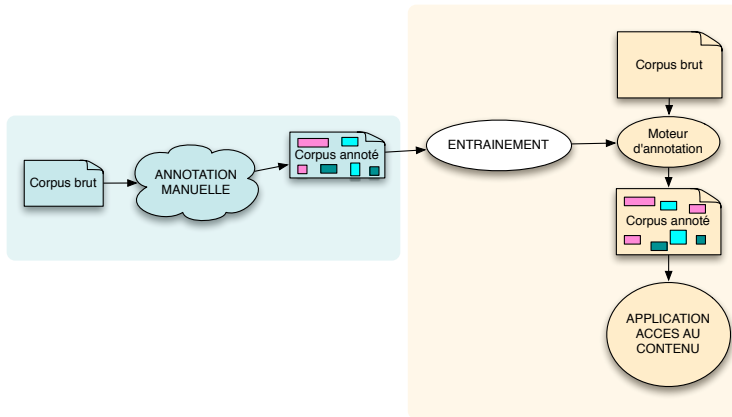 Corpus brut
ANNOTATION
MANUELLE
Corpus annoté
ENTRAINEMENT
Corpus brut
Moteur
d'annotation
Corpus annoté
APPLICATION
ACCES AU
CONTENU